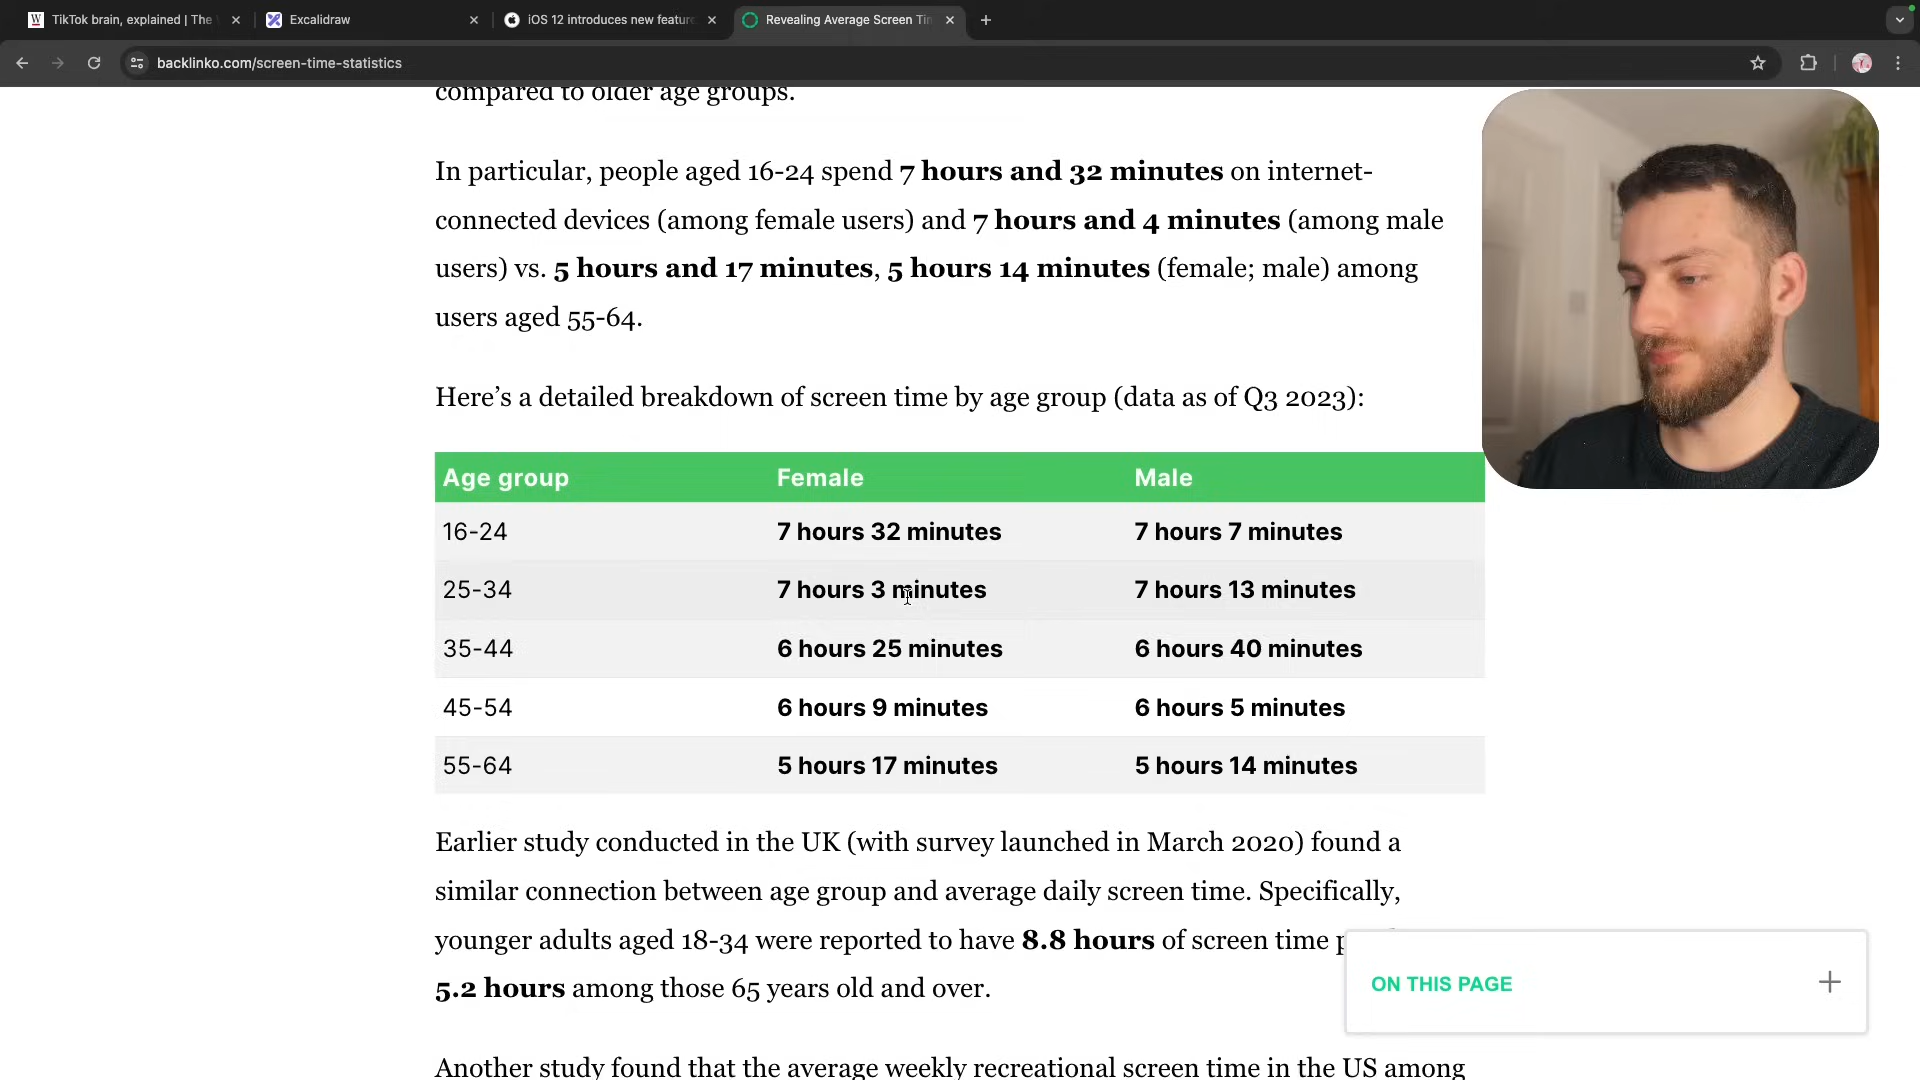 TikTok brain, explained | The
Excalidraw
iOS 12 introduces new featur
Revealing Average Screen Tim
backlinko.com/screen-time-statistics
compared to older age groups.
In particular, people aged 16-24 spend 7 hours and 32 minutes on internet-
connected devices (among female users) and 7 hours and 4 minutes (among male
users) vs. 5 hours and 17 minutes, 5 hours 14 minutes (female; male) among
users aged 55-64.
Here's a detailed breakdown of screen time by age group (data as of Q3 2023):
Age group Female Male
16-24 7 hours 32 minutes 7 hours 7 minutes
25-34 7 hours 3 minutes 7 hours 13 minutes
35-44 6 hours 25 minutes 6 hours 40 minutes
45-54 6 hours 9 minutes 6 hours 5 minutes
55-64 5 hours 17 minutes 5 hours 14 minutes
Earlier study conducted in the UK (with survey launched in March 2020) found a
similar connection between age group and average daily screen time. Specifically,
younger adults aged 18-34 were reported to have 8.8 hours of screen time
5.2 hours among those 65 years old and over.
ON THIS PAGE
Another study found that the average weekly recreational screen time in the US among